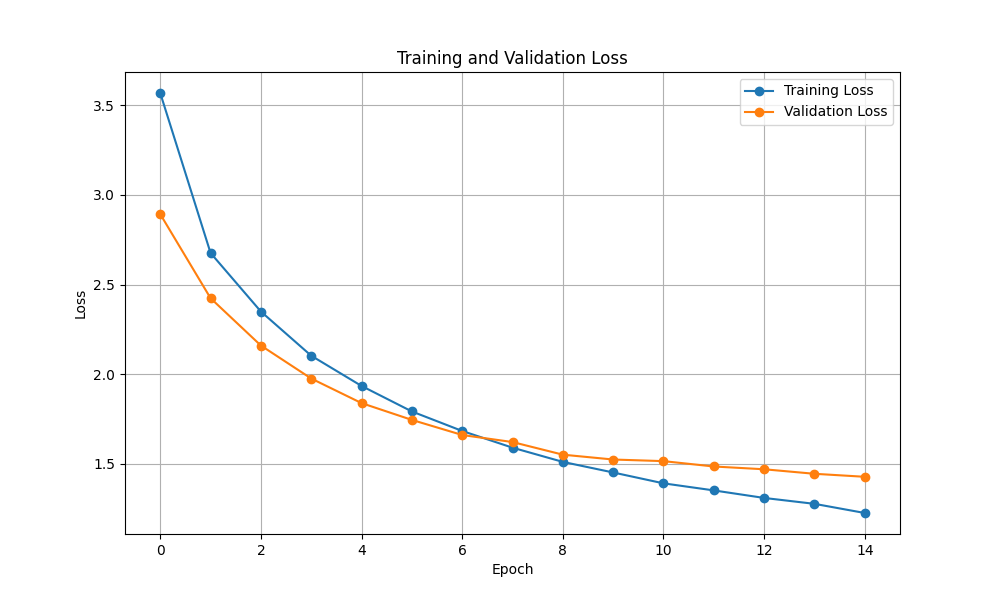 Training and Validation Loss
Training Loss
Validation Loss
Loss
3.5
3.0
2.5
2.0
1.5
0 2 4 6 8 10 12 14
Epoch